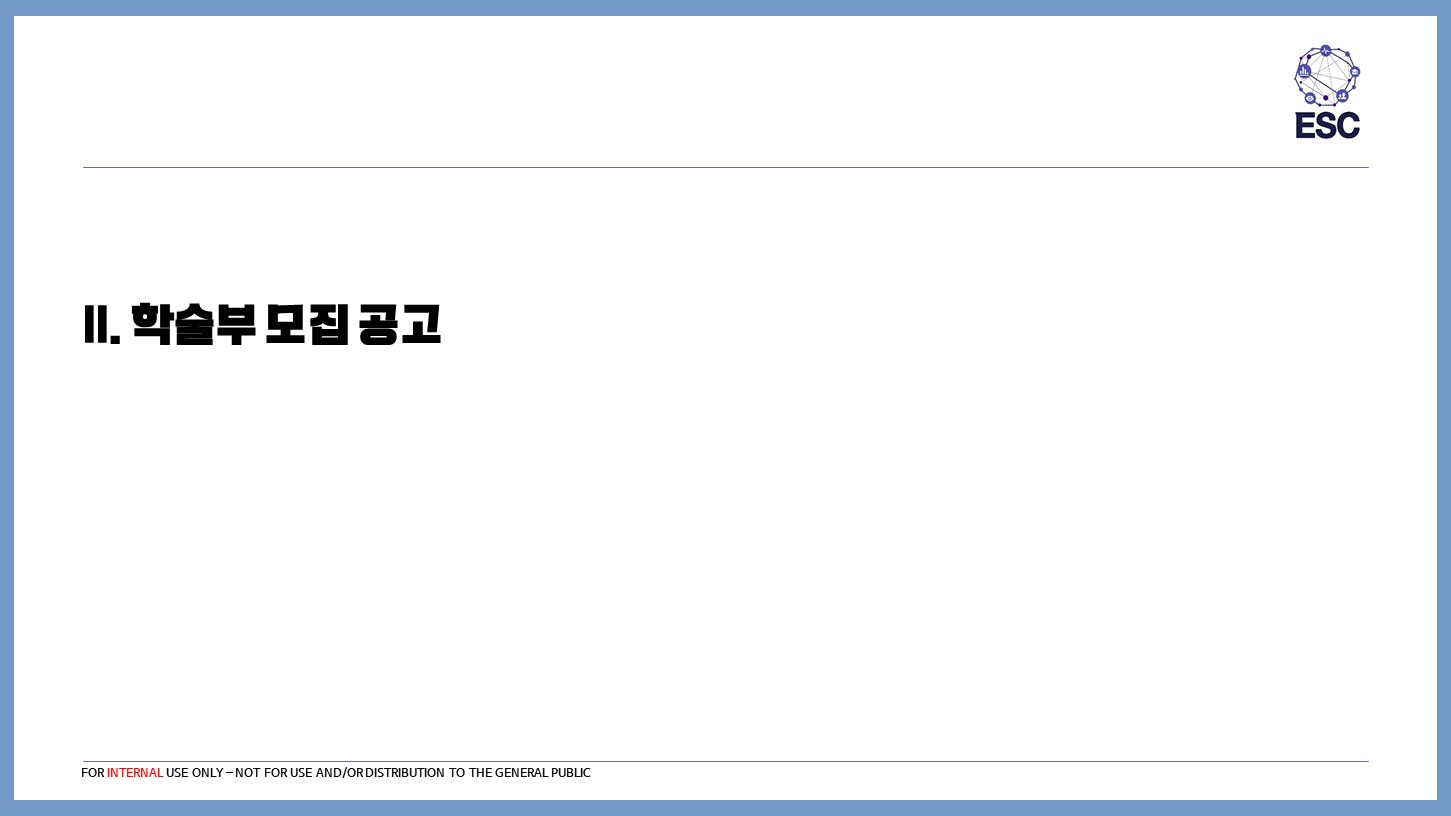 ESC
II. 학술부 모집 공고
FOR INTERNAL USE ONLY – NOT FOR USE AND/OR DISTRIBUTION TO THE GENERAL PUBLIC